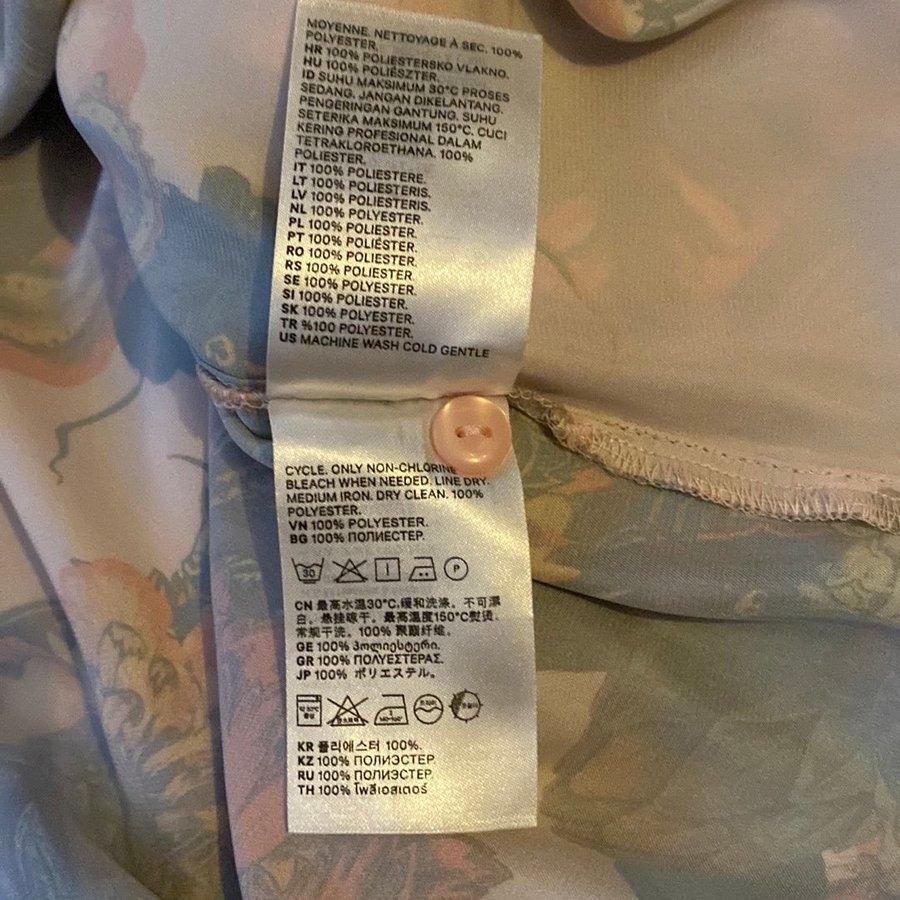 MOYENNE. NETTOYAGE À SEC. 100%
POLYESTER.
HR 100% POLIESTERSKO VLAKNO.
HU 100% POLIÉSZTER.
ID SUHU MAKSIMUM 30°C PROSES
SEDANG. JANGAN DIKELANTANG.
PENGERINGAN GANTUNG. SUHU
SETERIKA MAKSIMUM 150°C. CUCI
KERING PROFESIONAL DALAM
TETRAKLOROETHANA. 100%
POLIESTER.
IT 100% POLIESTERE.
LT 100% POLIESTERIS.
LV 100% POLIESTERIS.
NL 100% POLYESTER.
PL 100% POLIESTER.
PT 100% POLIÉSTER.
RO 100% POLIESTER.
RS 100% POLIESTER.
SE 100% POLYESTER.
SI 100% POLIESTER.
SK 100% POLYESTER.
TR %100 POLYESTER.
US MACHINE WASH COLD GENTLE
CYCLE. ONLY NON-CHLORINE
BLEACH WHEN NEEDED. LINE DRY.
MEDIUM IRON. DRY CLEAN. 100%
POLYESTER.
VN 100% POLYESTER.
BG 100% ПОЛИЕСТЕР.
30 P
CN 最高水温30°C.缓和洗涤。不可漂
白。悬挂晾干。最高温度150°C熨烫。
常规干洗。100% 聚酯纤维。
GE 100% პოლიესტერი.
GR 100% ΠΟΛΥΕΣΤΕΡΑΣ.
JP 100% ポリエステル。
KR 폴리에스터 100%.
KZ 100% ПОЛИЭСТЕР.
RU 100% ПОЛИЭСТЕР.
TH 100% โพลีเอสเตอร์